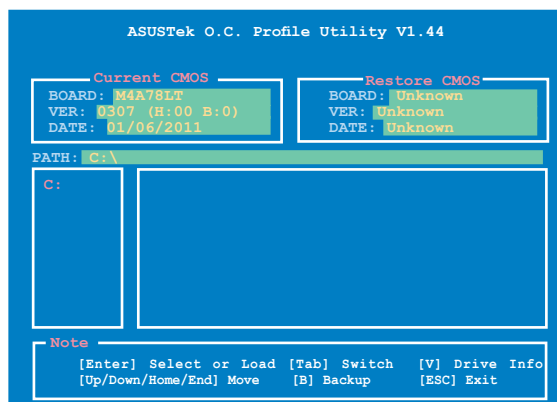 ASUSTek O.C. Profile Utility V1.44
Current CMOS
BOARD: M4A78LT
VER: 0307 (H:00 B:0)
DATE: 01/06/2011
Restore CMOS
BOARD: Unknown
VER: Unknown
DATE: Unknown
PATH: C:\
C:
Note
[Enter] Select or Load [Tab] Switch [V] Drive Info
[Up/Down/Home/End] Move [B] Backup [ESC] Exit